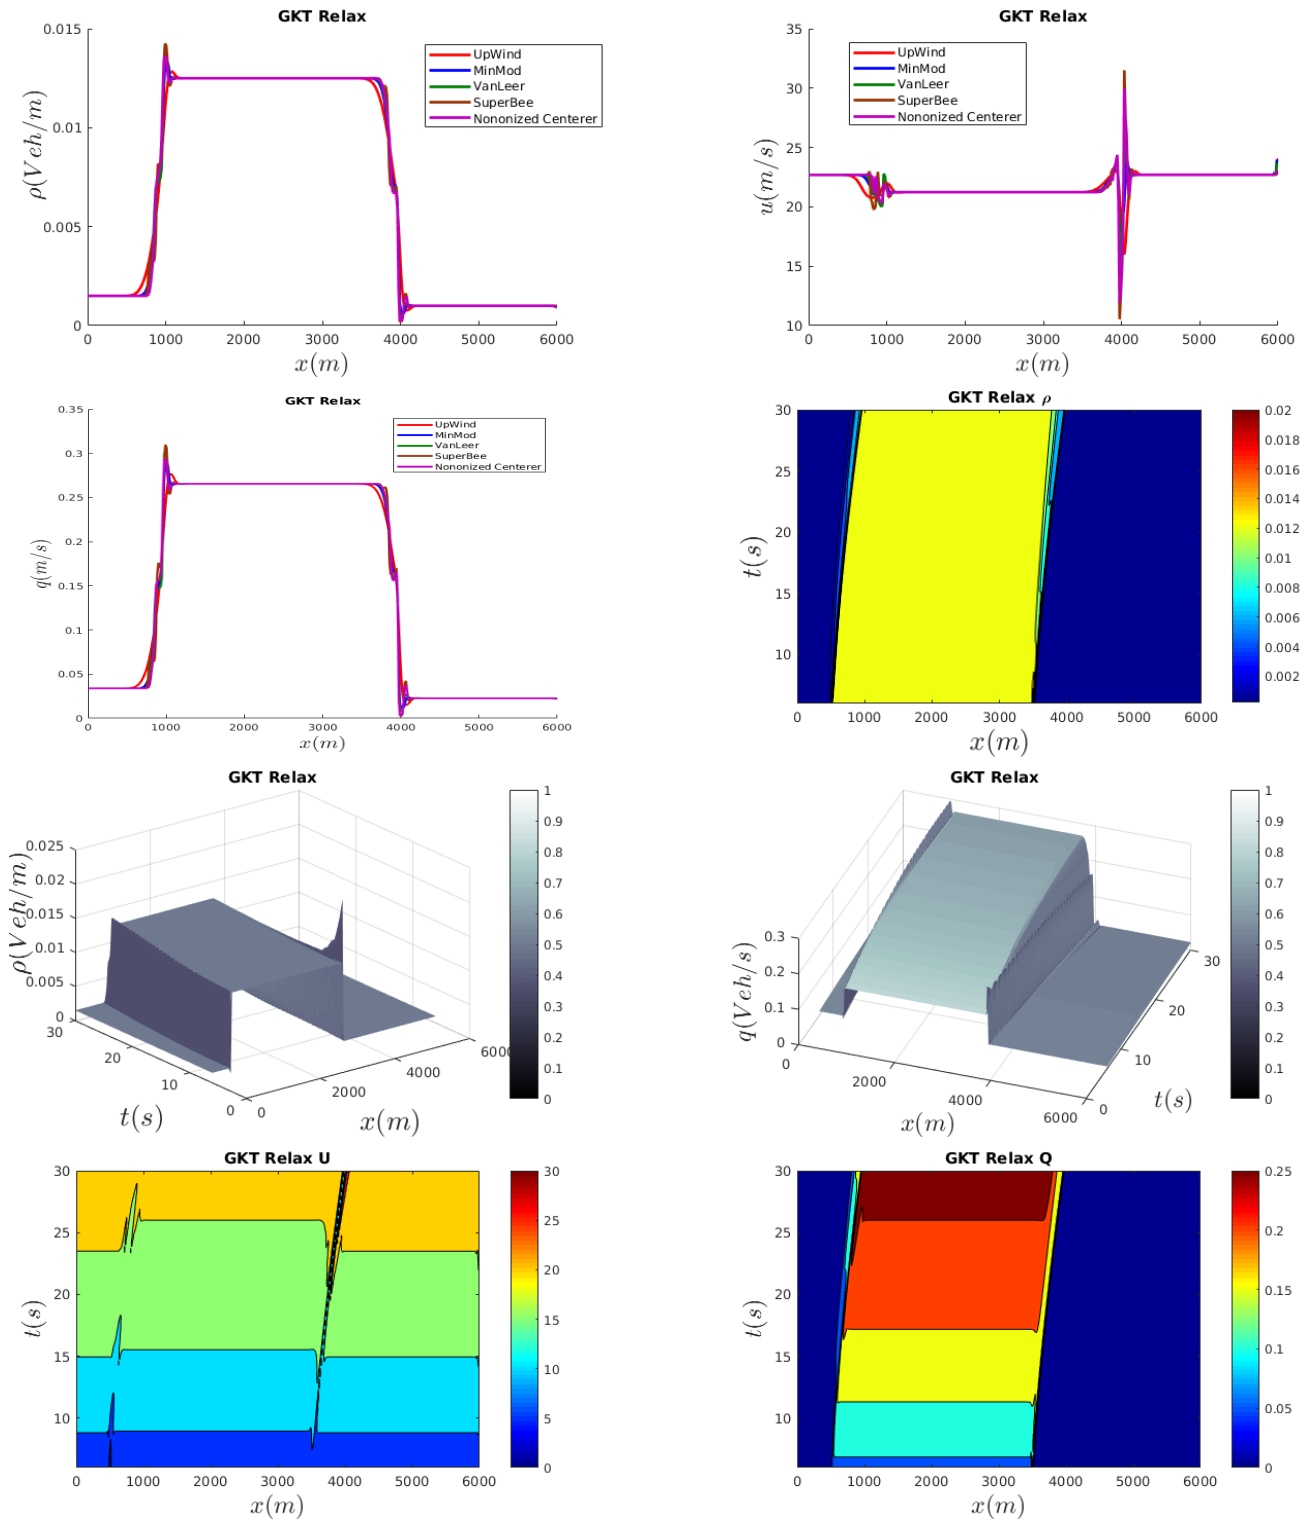 GKT Relax
ρ(Veh/m)
0.015
0.01
0.005
0
UpWind
MinMod
VanLeer
SuperBee
Nononized Centerer
0 1000 2000 3000 4000 5000 6000
x(m)
GKT Relax
u(m/s)
35
30
25
20
15
10
UpWind
MinMod
VanLeer
SuperBee
Nononized Centerer
0 1000 2000 3000 4000 5000 6000
x(m)
GKT Relax
q(m/s)
0.35
0.3
0.25
0.2
0.15
0.1
0.05
0
UpWind
MinMod
VanLeer
SuperBee
Nononized Centerer
0 1000 2000 3000 4000 5000 6000
x(m)
GKT Relax ρ
t(s)
30
25
20
15
10
0 1000 2000 3000 4000 5000 6000
x(m)
0.02
0.018
0.016
0.014
0.012
0.01
0.008
0.006
0.004
0.002
GKT Relax
ρ(Veh/m)
0.025
0.02
0.015
0.01
0.005
0
30
20
10
0
t(s)
0
2000
4000
6000
x(m)
1
0.9
0.8
0.7
0.6
0.5
0.4
0.3
0.2
0.1
0
GKT Relax
q(Veh/s)
0.3
0.2
0.1
0
0
2000
4000
6000
x(m)
0
10
20
30
t(s)
1
0.9
0.8
0.7
0.6
0.5
0.4
0.3
0.2
0.1
0
GKT Relax U
t(s)
30
25
20
15
10
0 1000 2000 3000 4000 5000 6000
x(m)
30
25
20
15
10
5
0
GKT Relax Q
t(s)
30
25
20
15
10
0 1000 2000 3000 4000 5000 6000
x(m)
0.25
0.2
0.15
0.1
0.05
0